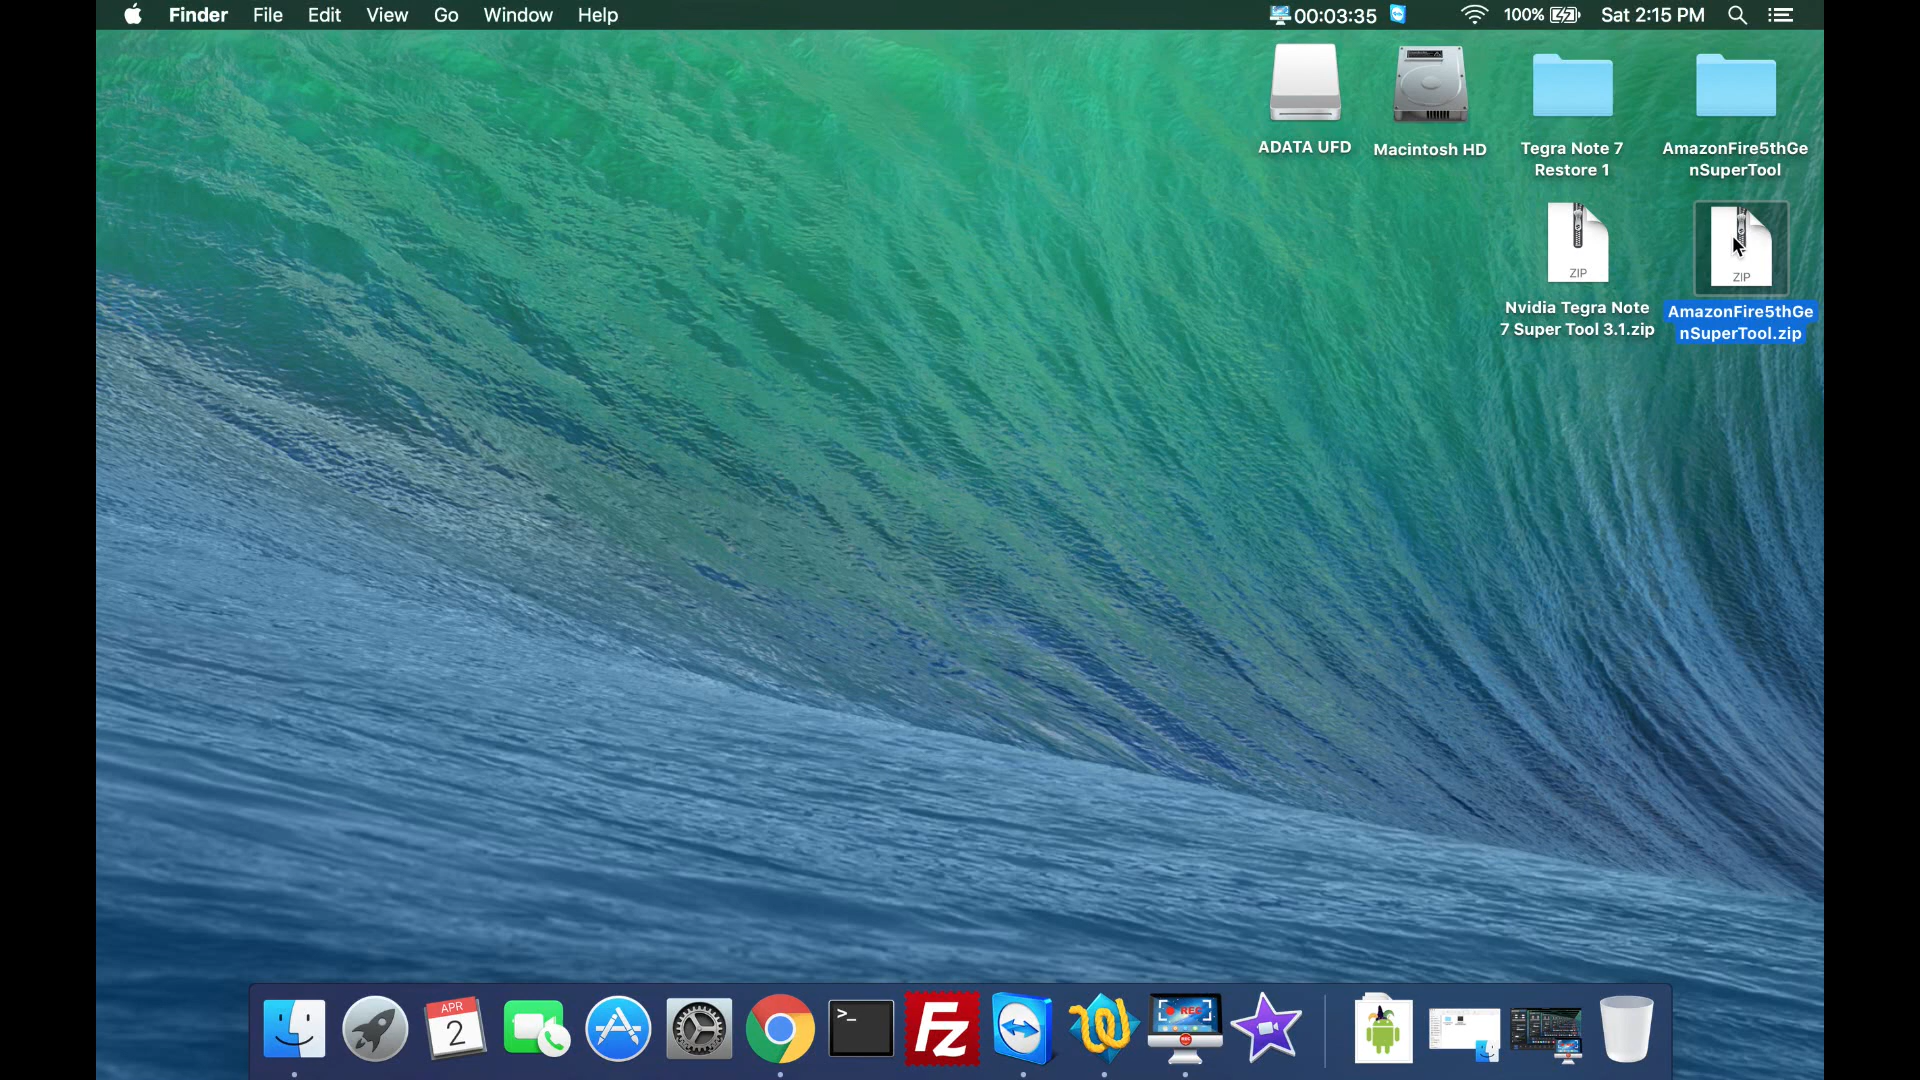 Finder File Edit View Go Window Help 00:03:35 100% Sat 2:15 PM
ADATA UFD
Macintosh HD
Tegra Note 7
Restore 1
AmazonFire5thGe
nSuperTool
ZIP
Nvidia Tegra Note
7 Super Tool 3.1.zip
ZIP
AmazonFire5thGe
nSuperTool.zip
APR
2
>_
Fz
REC